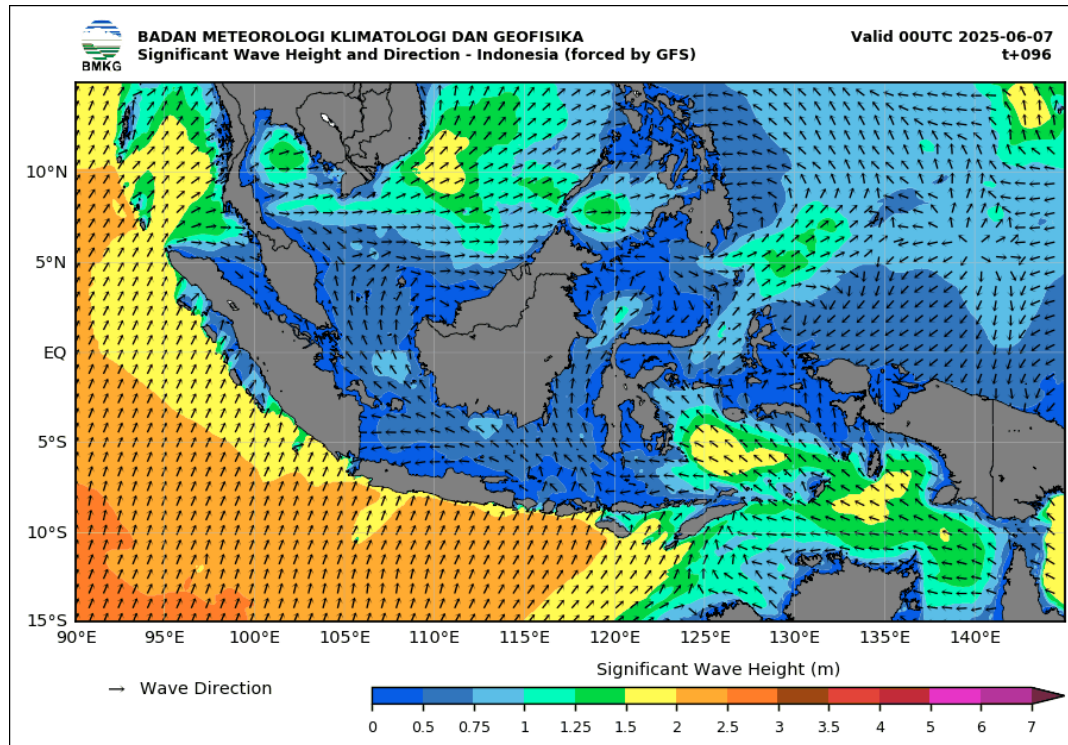 BADAN METEOROLOGI KLIMATOLOGI DAN GEOFISIKA
Significant Wave Height and Direction - Indonesia (forced by GFS)
Valid 00UTC 2025-06-07
t+096
BMKG
10°N
5°N
EQ
5°S
10°S
15°S
90°E 95°E 100°E 105°E 110°E 115°E 120°E 125°E 130°E 135°E 140°E
Wave Direction
Significant Wave Height (m)
0 0.5 0.75 1 1.25 1.5 2 2.5 3 3.5 4 5 6 7